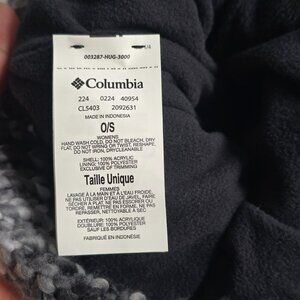 003287-HUG-3000
Columbia
224 0224 40954
CL5403 2092631
MADE IN INDONESIA
O/S
WOMENS
HAND WASH COLD, DO NOT BLEACH, DRY
FLAT, DO NOT WRING OR TWIST, RESHAPE,
DO NOT IRON, DRYCLEANABLE
SHELL: 100% ACRYLIC
LINING: 100% POLYESTER
EXCLUSIVE OF TRIMMING
Taille Unique
FEMMES
LAVAGE À LA MAIN ET À L'EAU FROIDE,
NE PAS UTILISER D'EAU DE JAVEL, FAIRE
SÉCHER À PLAT, NE PAS ESSORER OU
TORDRE, REMETTRE EN FORME, NE PAS
REPASSER, NETTOYABLE À SEC
EXTÉRIEUR: 100% ACRYLIQUE
DOUBLURE: 100% POLYESTER
SAUF LES BORDURES
FABRIQUÉ EN INDONÉSIE